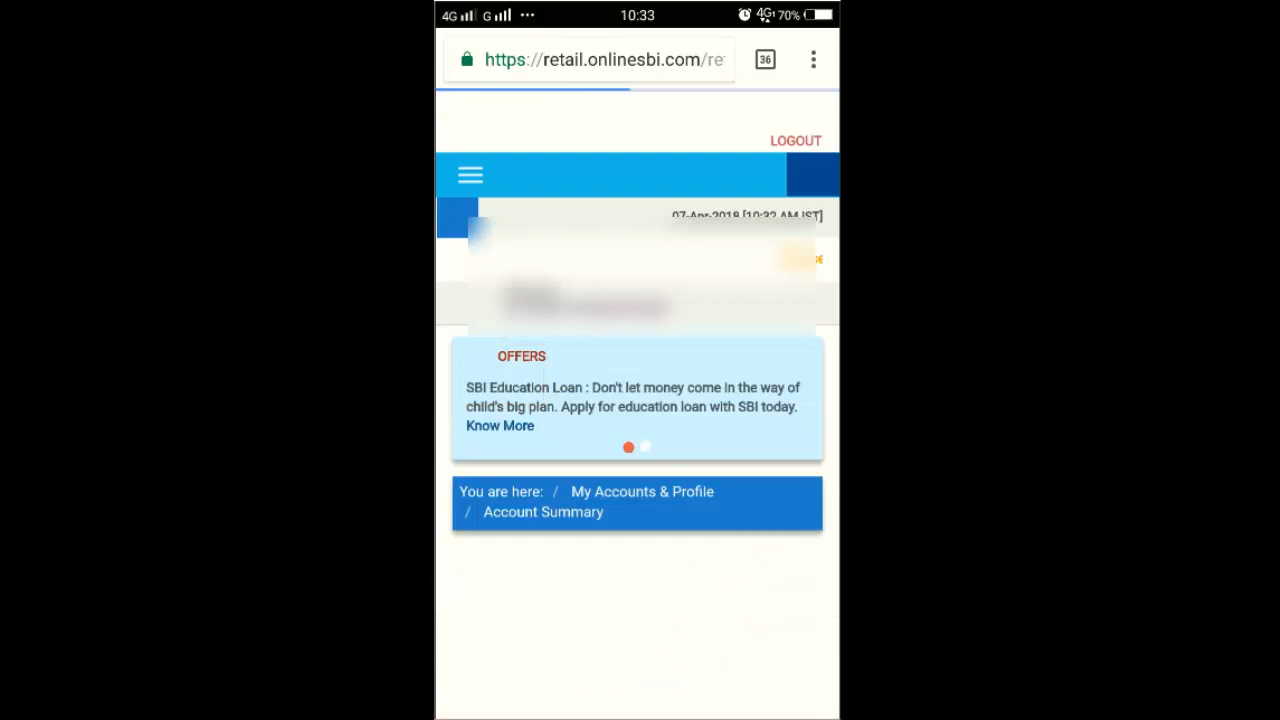 4G G ... 10:33 4G 70%
https://retail.onlinesbi.com/re 36
LOGOUT
07-Apr-2018 [10:32 AM IST]
OFFERS
SBI Education Loan : Don't let money come in the way of
child's big plan. Apply for education loan with SBI today.
Know More
You are here: / My Accounts & Profile
/ Account Summary